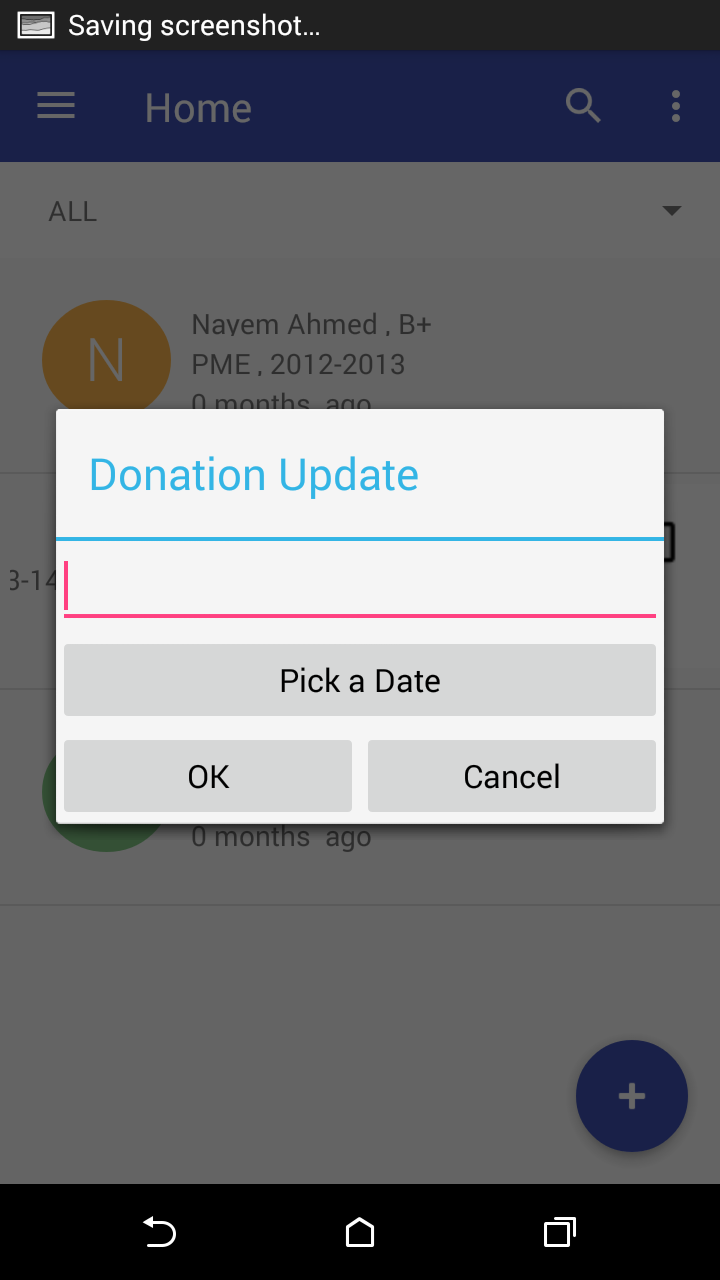 Saving screenshot...
Home
ALL
N
Nayem Ahmed , B+
PME , 2012-2013
0 months ago
Donation Update
3-14
Pick a Date
OK
Cancel
0 months ago